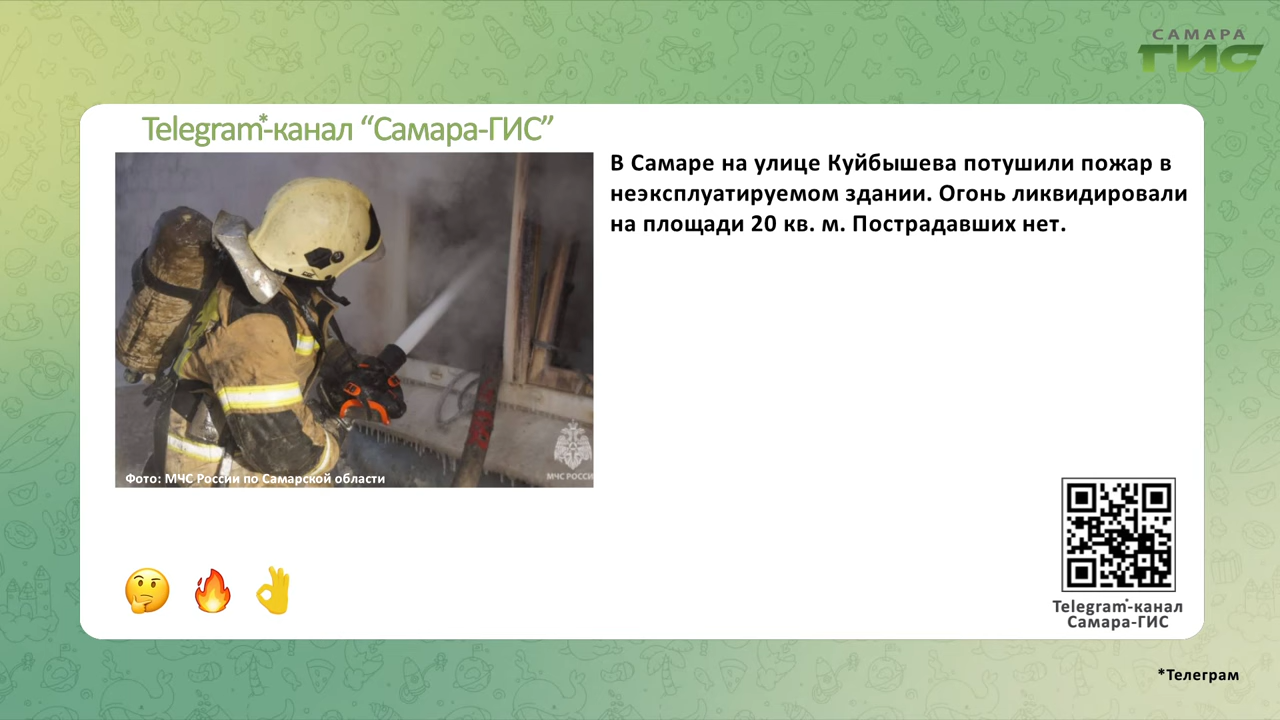 САМАРА
ГИС
Telegram*-канал “Самара-ГИС”
В Самаре на улице Куйбышева потушили пожар в
неэксплуатируемом здании. Огонь ликвидировали
на площади 20 кв. м. Пострадавших нет.
МЧС РОССИИ
Фото: МЧС России по Самарской области
Telegram*-канал
Самара-ГИС
*Телеграм